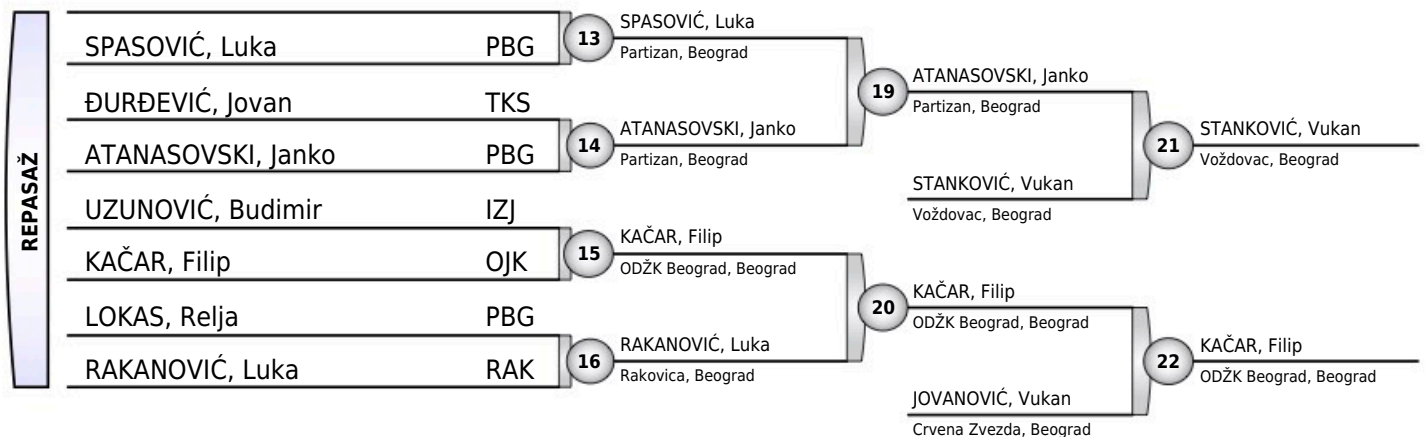 REPASAŽ
SPASOVIĆ, Luka PBG
ĐURĐEVIĆ, Jovan TKS
ATANASOVSKI, Janko PBG
UZUNOVIĆ, Budimir IZJ
KAČAR, Filip OJK
LOKAS, Relja PBG
RAKANOVIĆ, Luka RAK
13
SPASOVIĆ, Luka
Partizan, Beograd
14
ATANASOVSKI, Janko
Partizan, Beograd
15
KAČAR, Filip
ODŽK Beograd, Beograd
16
RAKANOVIĆ, Luka
Rakovica, Beograd
19
ATANASOVSKI, Janko
Partizan, Beograd
STANKOVIĆ, Vukan
Voždovac, Beograd
20
KAČAR, Filip
ODŽK Beograd, Beograd
JOVANOVIĆ, Vukan
Crvena Zvezda, Beograd
21
STANKOVIĆ, Vukan
Voždovac, Beograd
22
KAČAR, Filip
ODŽK Beograd, Beograd